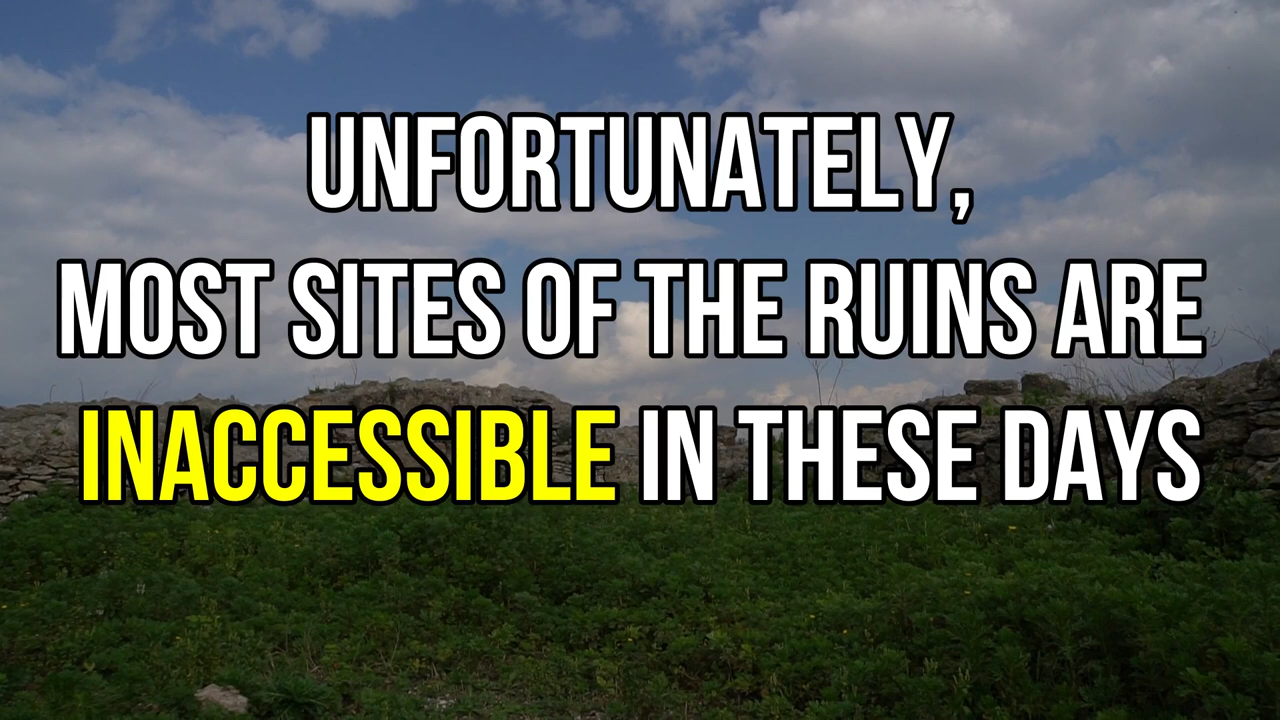 UNFORTUNATELY,
MOST SITES OF THE RUINS ARE
INACCESSIBLE IN THESE DAYS